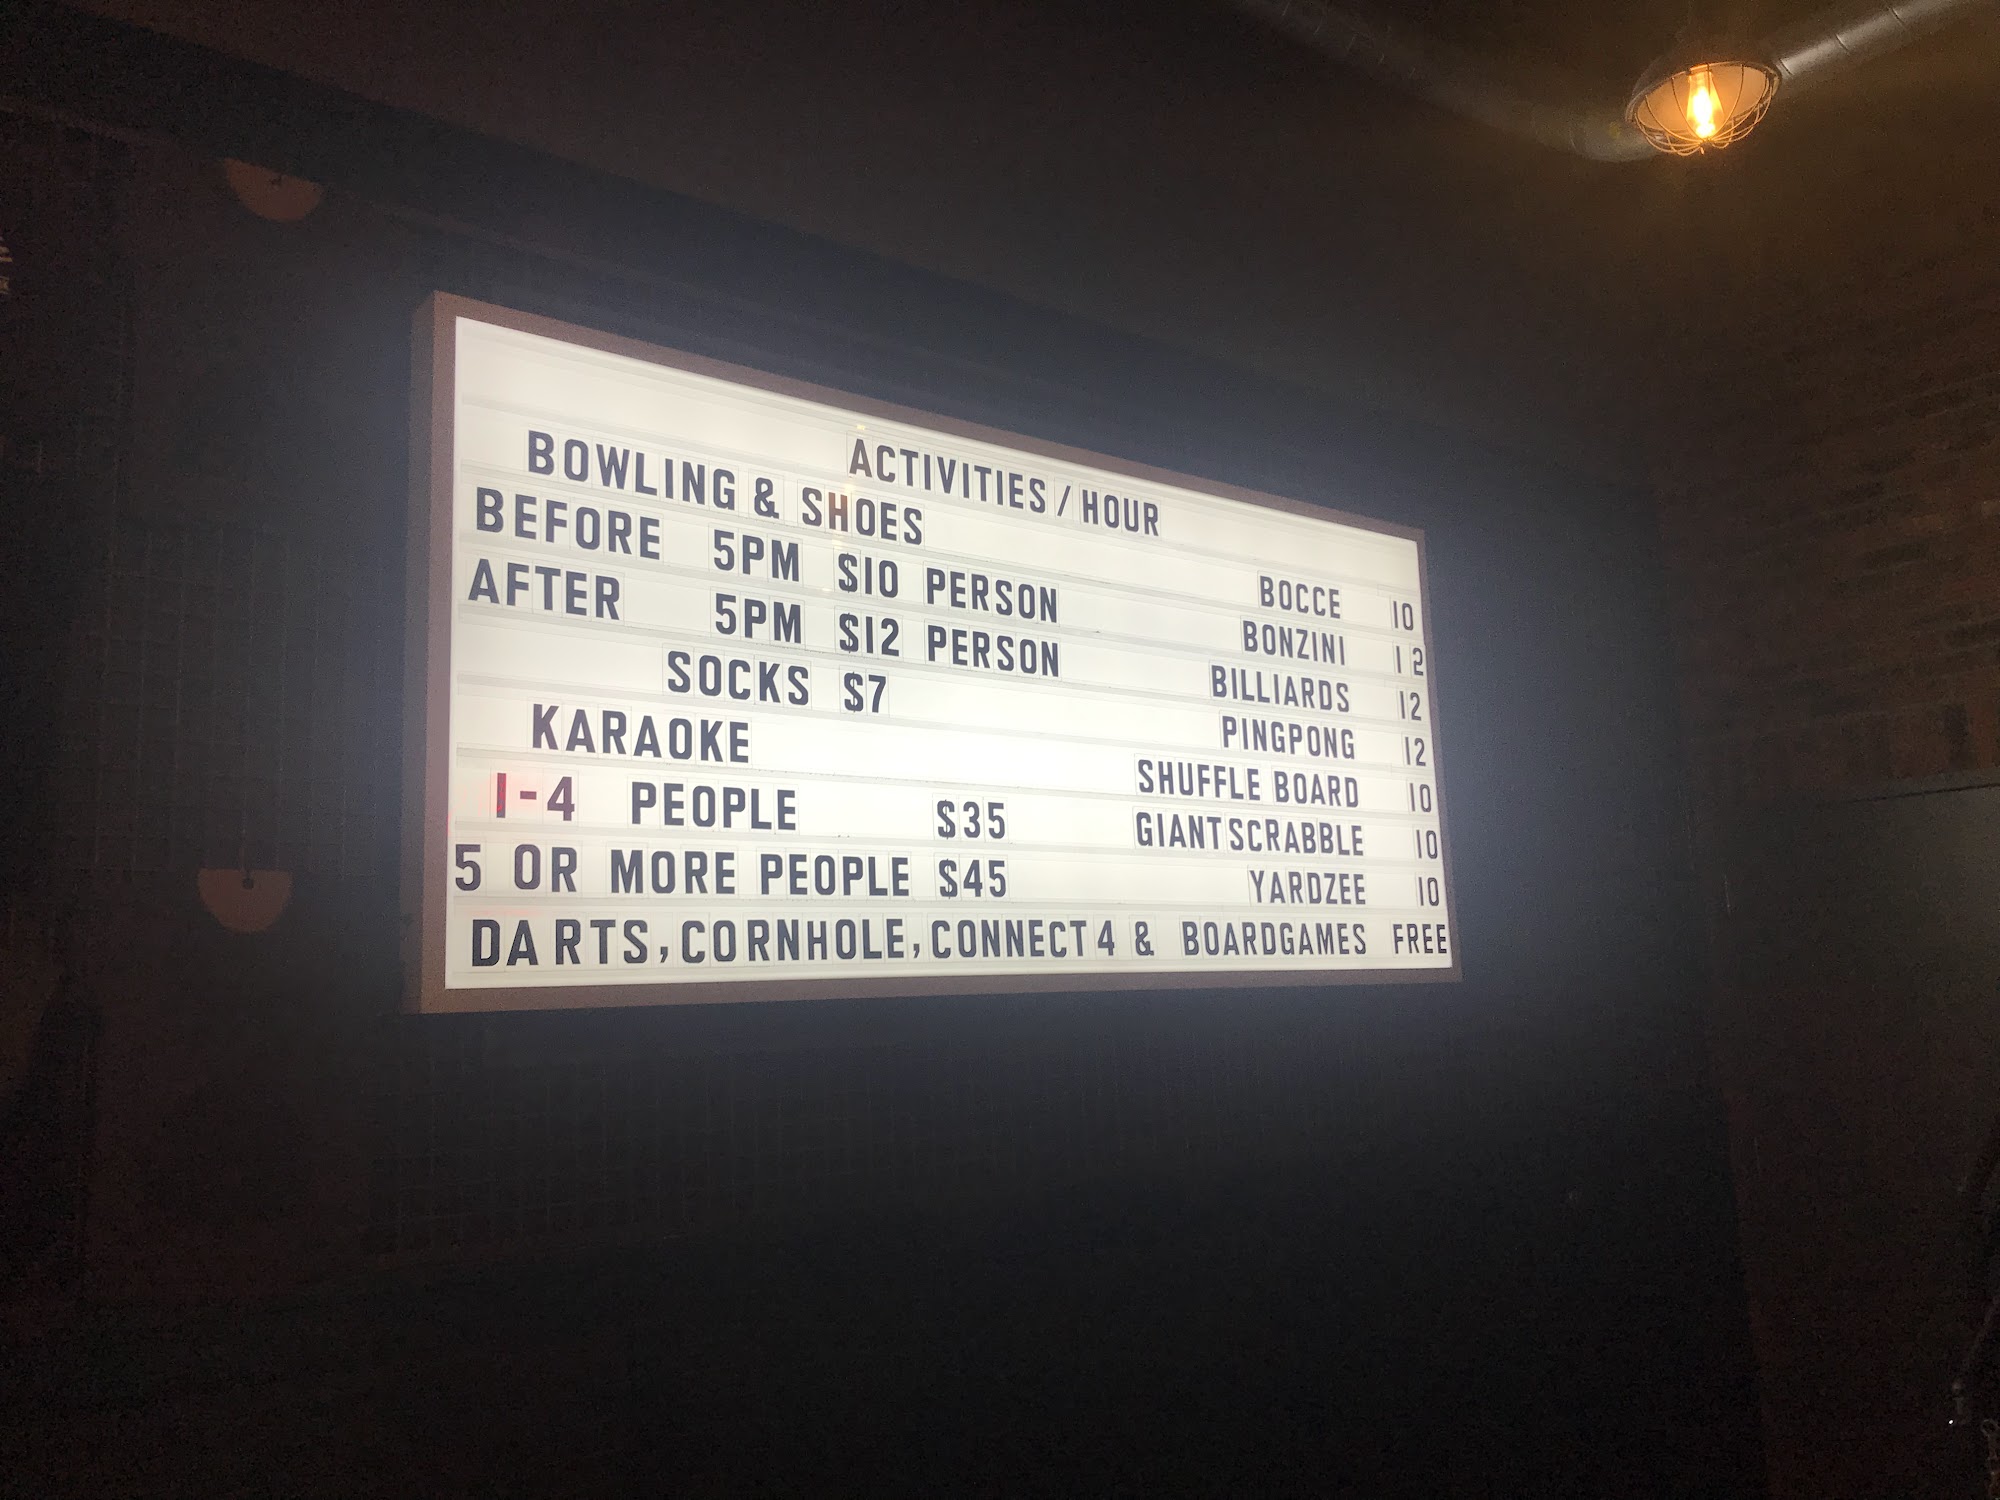 ACTIVITIES / HOUR
BOWLING & SHOES
BEFORE 5PM $10 PERSON BOCCE 10
AFTER 5PM $12 PERSON BONZINI 12
SOCKS $7 BILLIARDS 12
KARAOKE PINGPONG 12
1-4 PEOPLE $35 SHUFFLE BOARD 10
5 OR MORE PEOPLE $45 GIANT SCRABBLE 10
YARDZEE 10
DARTS, CORNHOLE, CONNECT 4 & BOARDGAMES FREE